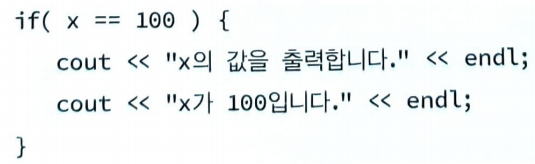 if( x == 100 ) {
cout << "x의 값을 출력합니다." << endl;
cout << "x가 100입니다." << endl;
}